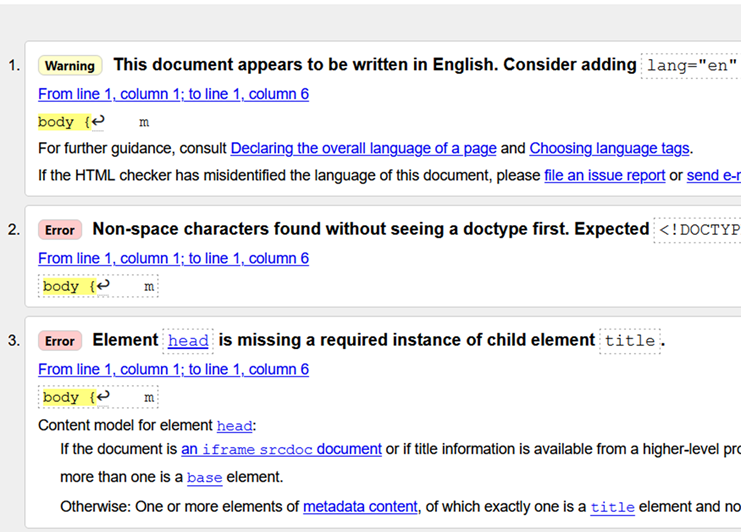 1. Warning This document appears to be written in English. Consider adding lang="en"
From line 1, column 1; to line 1, column 6
body {↩ m
For further guidance, consult Declaring the overall language of a page and Choosing language tags.
If the HTML checker has misidentified the language of this document, please file an issue report or send e-
2. Error Non-space characters found without seeing a doctype first. Expected <!DOCTYP
From line 1, column 1; to line 1, column 6
body {↩ m
3. Error Element head is missing a required instance of child element title.
From line 1, column 1; to line 1, column 6
body {↩ m
Content model for element head:
If the document is an iframe srcdoc document or if title information is available from a higher-level
more than one is a base element.
Otherwise: One or more elements of metadata content, of which exactly one is a title element and no